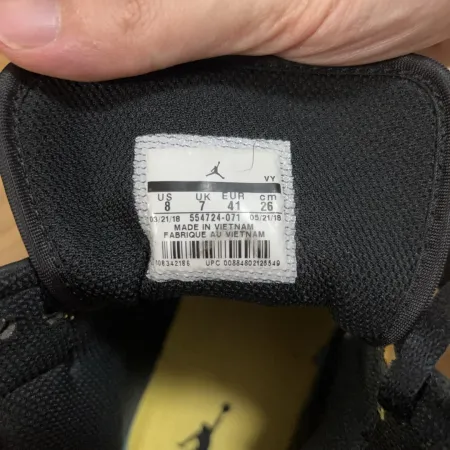 VY
US UK EUR cm
8 7 41 26
03/21/18 554724-071 05/21/18
MADE IN VIETNAM
FABRIQUE AU VIETNAM
UPC 00884802126549